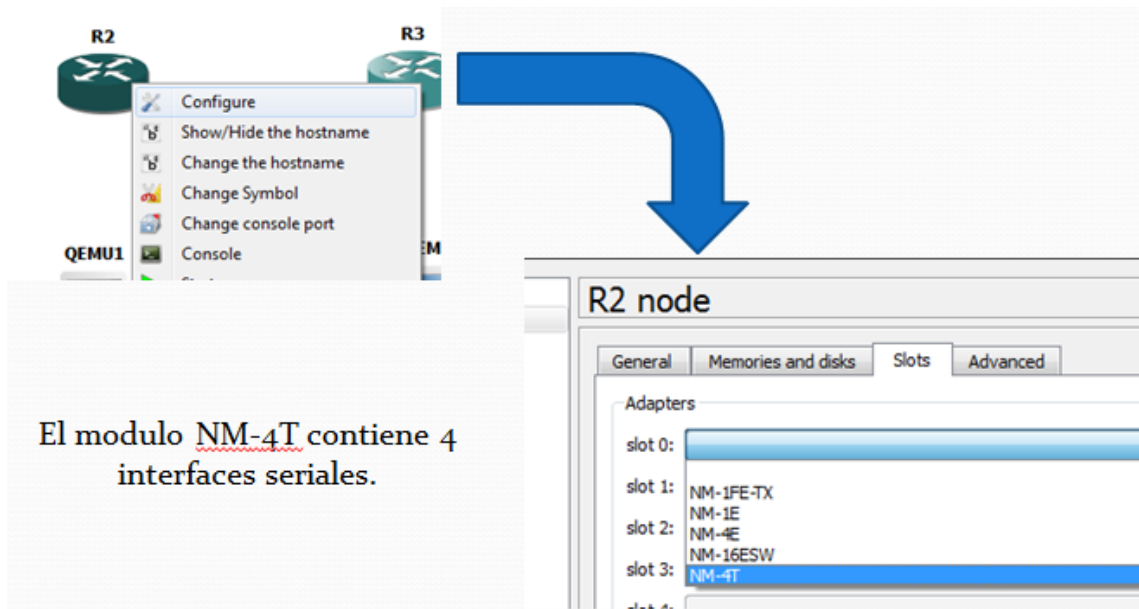 R2
R3
Configure
Show/Hide the hostname
Change the hostname
Change Symbol
Change console port
QEMU1
Console
EM
R2 node
General
Memories and disks
Slots
Advanced
Adapters
slot 0:
slot 1:
NM-1FE-TX
NM-1E
slot 2:
NM-4E
NM-16ESW
slot 3:
NM-4T
El modulo NM-4T contiene 4
interfaces seriales.